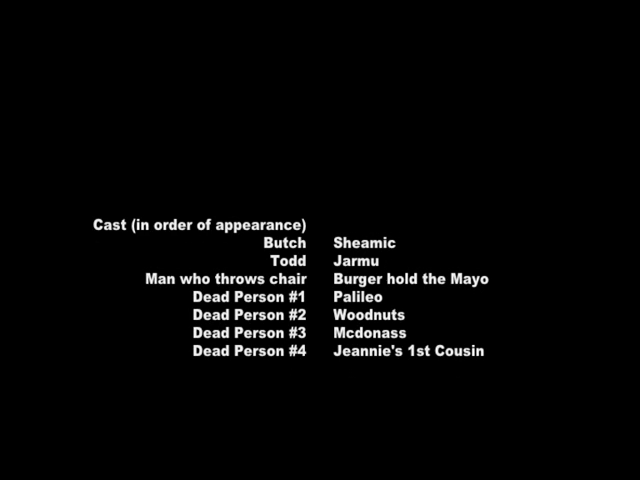 Cast (in order of appearance)
Butch Sheamic
Todd Jarmu
Man who throws chair Burger hold the Mayo
Dead Person #1 Palileo
Dead Person #2 Woodnuts
Dead Person #3 Mcdonass
Dead Person #4 Jeannie's 1st Cousin